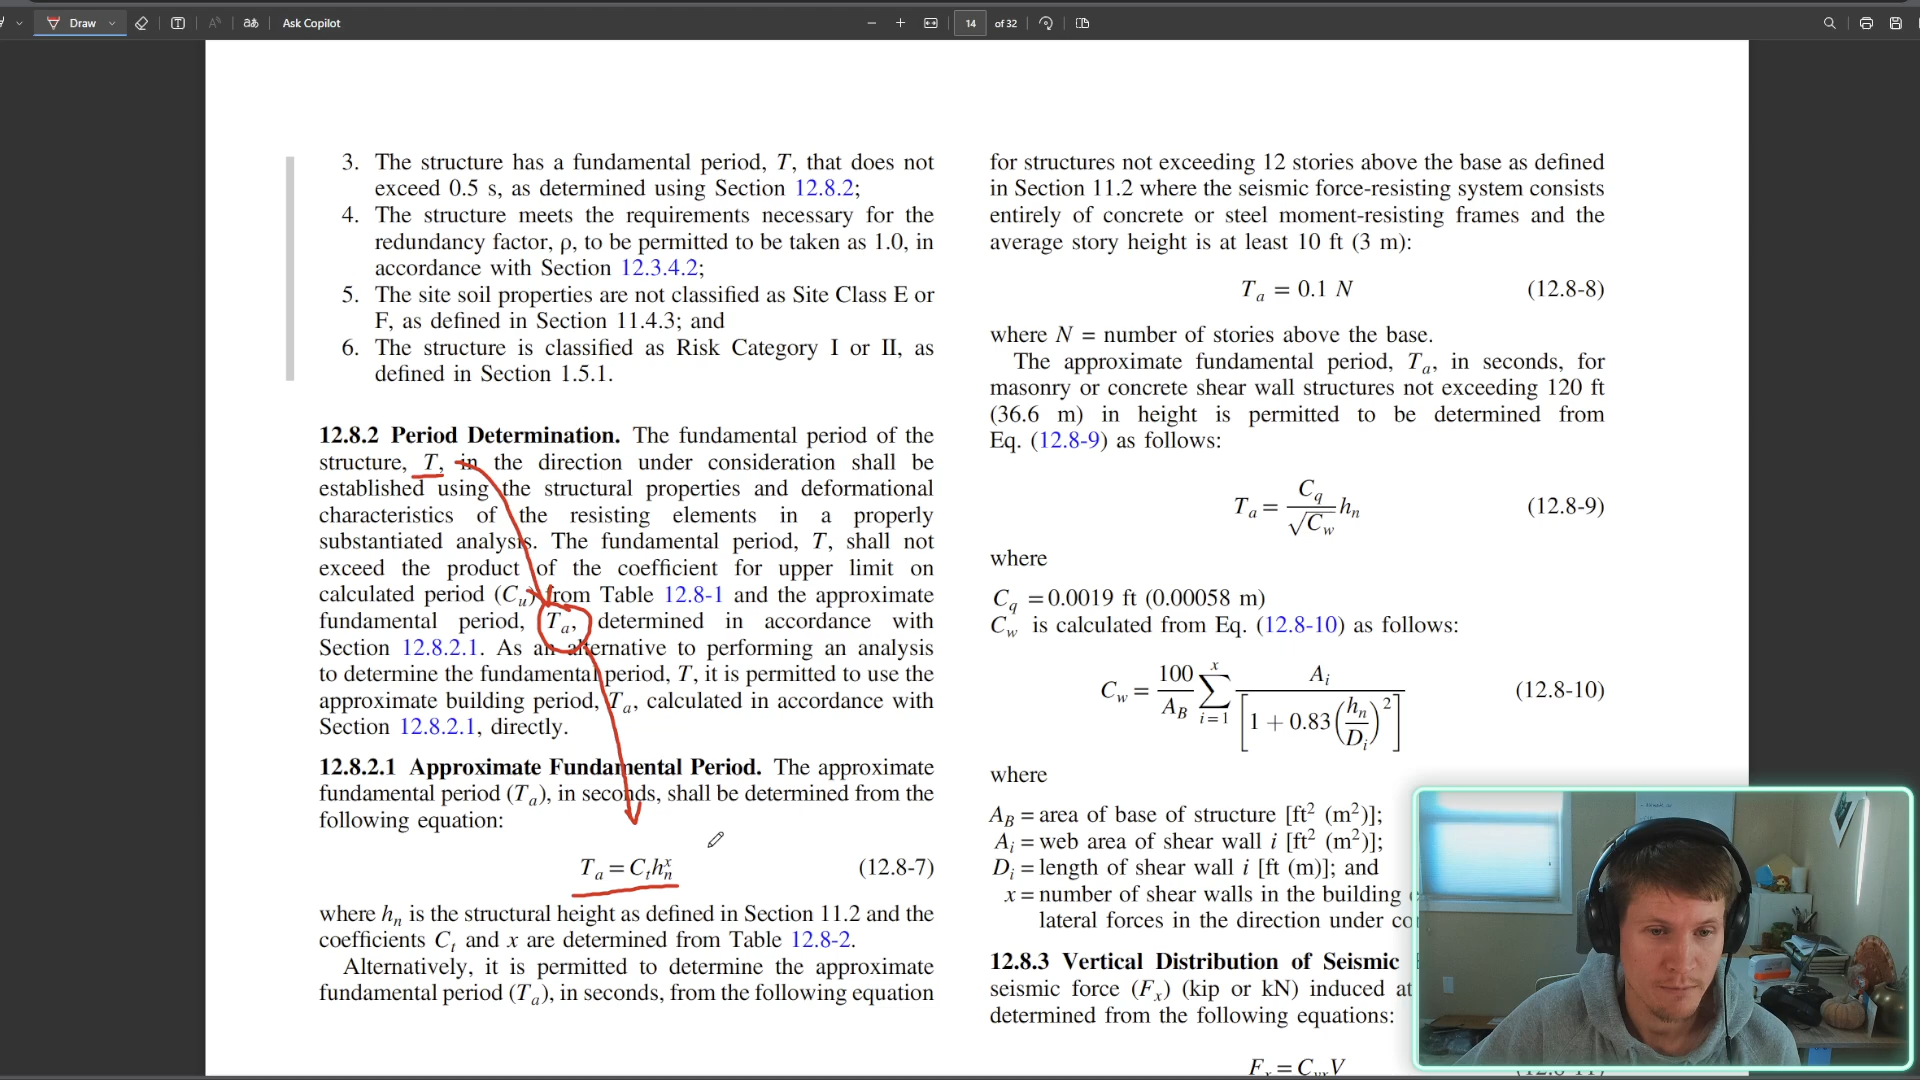 Draw
Ask Copilot
14 of 32
3. The structure has a fundamental period, T, that does not
exceed 0.5 s, as determined using Section 12.8.2;
4. The structure meets the requirements necessary for the
redundancy factor, ρ, to be permitted to be taken as 1.0, in
accordance with Section 12.3.4.2;
5. The site soil properties are not classified as Site Class E or
F, as defined in Section 11.4.3; and
6. The structure is classified as Risk Category I or II, as
defined in Section 1.5.1.
12.8.2 Period Determination. The fundamental period of the
structure, T, in the direction under consideration shall be
established using the structural properties and deformational
characteristics of the resisting elements in a properly
substantiated analysis. The fundamental period, T, shall not
exceed the product of the coefficient for upper limit on
calculated period (Cu) from Table 12.8-1 and the approximate
fundamental period, Ta, determined in accordance with
Section 12.8.2.1. As an alternative to performing an analysis
to determine the fundamental period, T, it is permitted to use the
approximate building period, Ta, calculated in accordance with
Section 12.8.2.1, directly.
12.8.2.1 Approximate Fundamental Period. The approximate
fundamental period (Ta), in seconds, shall be determined from the
following equation:
Ta = Cthn^x (12.8-7)
where hn is the structural height as defined in Section 11.2 and the
coefficients Ct and x are determined from Table 12.8-2.
Alternatively, it is permitted to determine the approximate
fundamental period (Ta), in seconds, from the following equation
for structures not exceeding 12 stories above the base as defined
in Section 11.2 where the seismic force-resisting system consists
entirely of concrete or steel moment-resisting frames and the
average story height is at least 10 ft (3 m):
Ta = 0.1 N (12.8-8)
where N = number of stories above the base.
The approximate fundamental period, Ta, in seconds, for
masonry or concrete shear wall structures not exceeding 120 ft
(36.6 m) in height is permitted to be determined from
Eq. (12.8-9) as follows:
Ta = Cq/√Cw hn (12.8-9)
where
Cq = 0.0019 ft (0.00058 m)
Cw is calculated from Eq. (12.8-10) as follows:
Cw = 100/AB ∑ i=1 x Ai/[1 + 0.83(hn/Di)^2] (12.8-10)
where
AB = area of base of structure [ft² (m²)];
Ai = web area of shear wall i [ft² (m²)];
Di = length of shear wall i [ft (m)]; and
x = number of shear walls in the building
lateral forces in the direction under
12.8.3 Vertical Distribution of Seismic
seismic force (Fx) (kip or kN) induced at
determined from the following equations:
Fx = CvxV